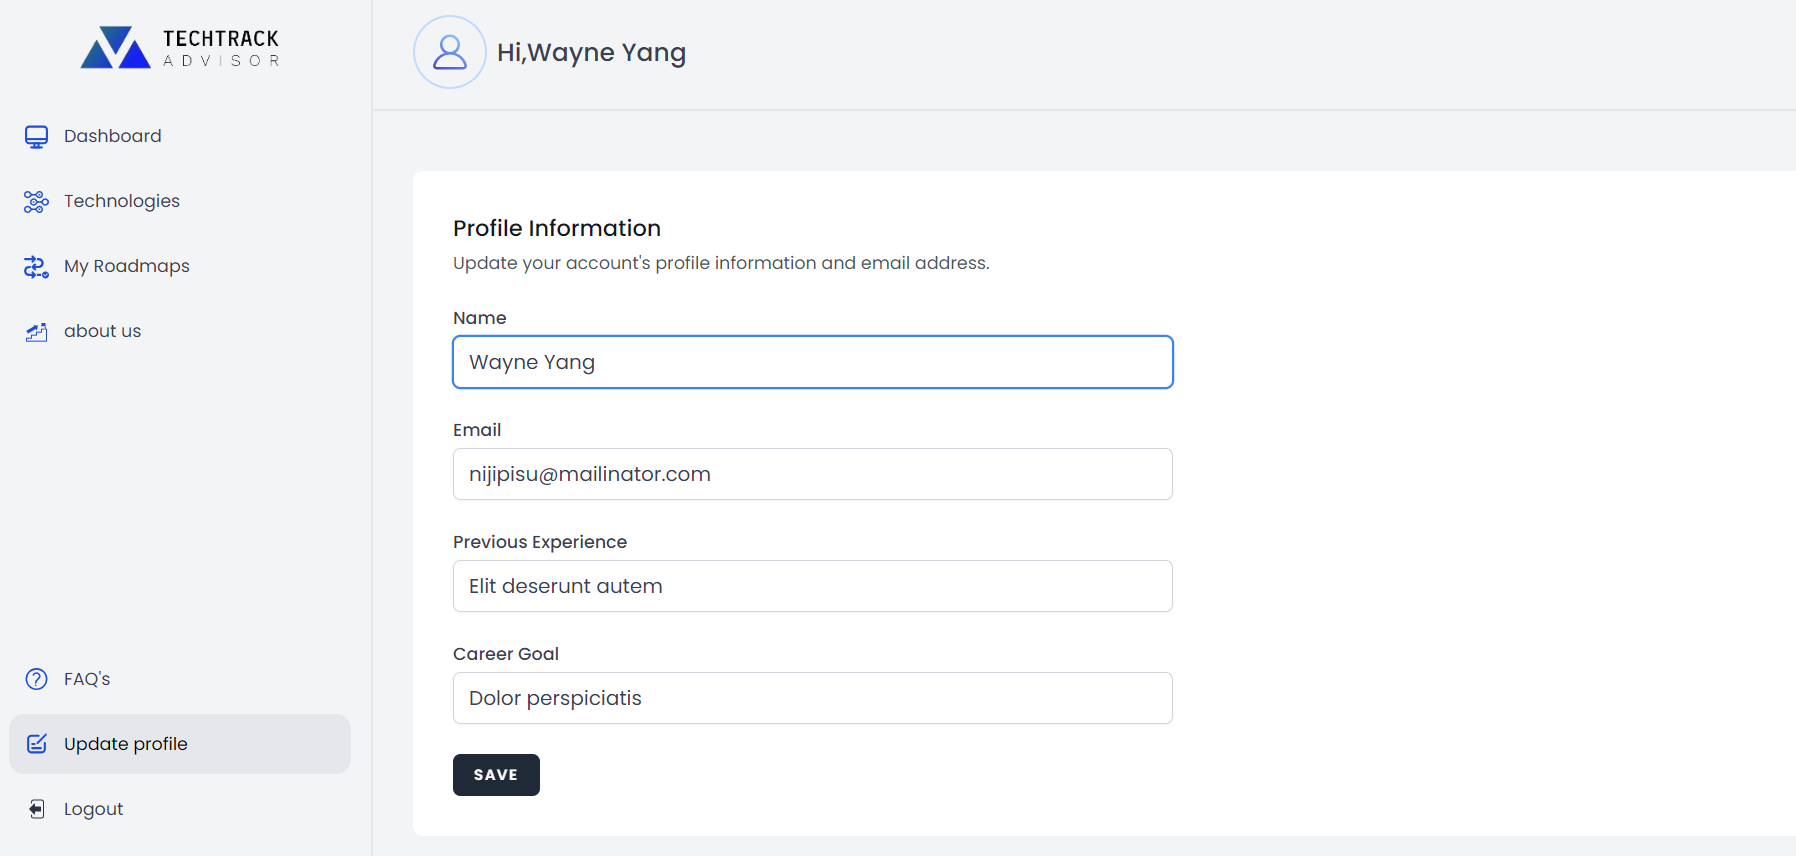 TECHTRACK
ADVISOR
Dashboard
Technologies
My Roadmaps
about us
FAQ's
Update profile
Logout
Hi,Wayne Yang
Profile Information
Update your account's profile information and email address.
Name
Wayne Yang
Email
nijipisu@mailinator.com
Previous Experience
Elit deserunt autem
Career Goal
Dolor perspiciatis
SAVE